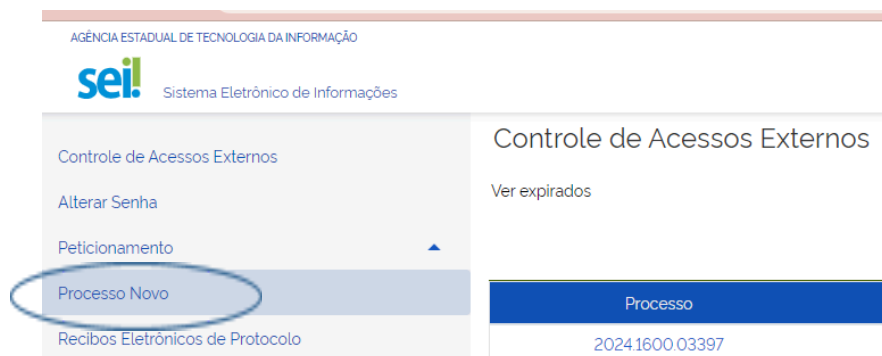 AGÊNCIA ESTADUAL DE TECNOLOGIA DA INFORMAÇÃO
sei!
Sistema Eletrônico de Informações
Controle de Acessos Externos
Alterar Senha
Peticionamento
Processo Novo
Recibos Eletrônicos de Protocolo
Controle de Acessos Externos
Ver expirados
Processo
2024.1600.03397